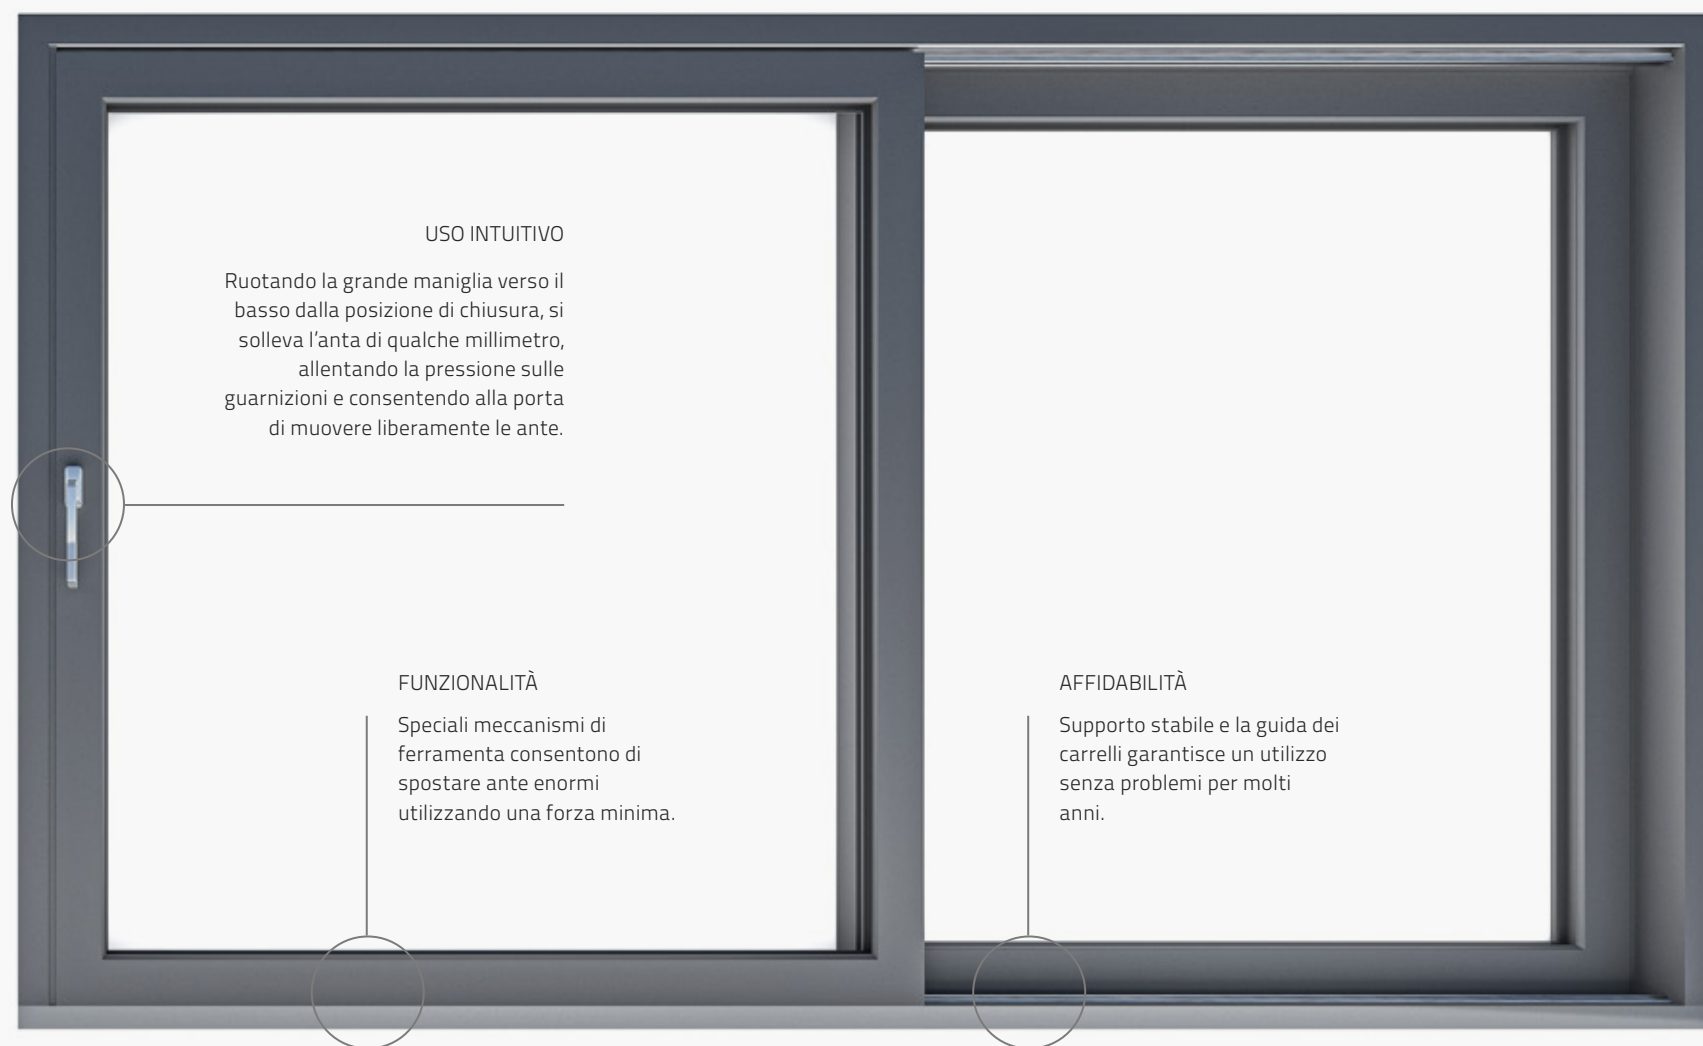 USO INTUITIVO
Ruotando la grande maniglia verso il
basso dalla posizione di chiusura, si
solleva l’anta di qualche millimetro,
allentando la pressione sulle
guarnizioni e consentendo alla porta
di muovere liberamente le ante.
FUNZIONALITÀ
Speciali meccanismi di
ferramenta consentono di
spostare ante enormi
utilizzando una forza minima.
AFFIDABILITÀ
Supporto stabile e la guida dei
carrelli garantisce un utilizzo
senza problemi per molti
anni.